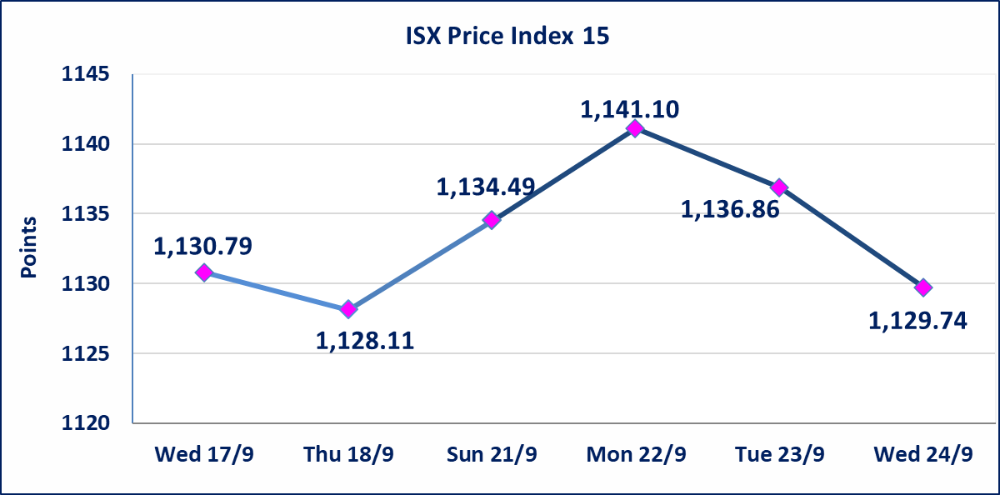 ISX Price Index 15
Points
1145
1140
1135
1130
1125
1120
1,130.79
1,128.11
1,134.49
1,141.10
1,136.86
1,129.74
Wed 17/9
Thu 18/9
Sun 21/9
Mon 22/9
Tue 23/9
Wed 24/9